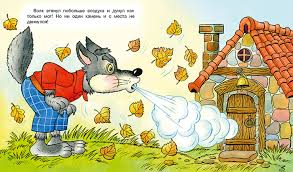 Волк втянул побольше воздуха и дунул как
только мог! Но ни один камень и с места не
двинулся!